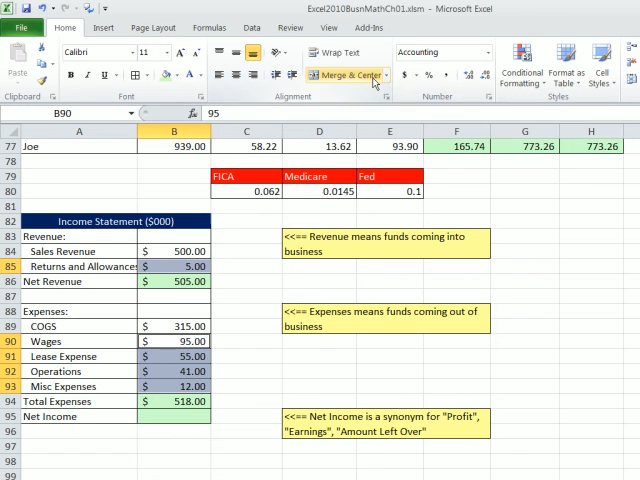 Excel2010BusnMathCh01.xlsm - Microsoft Excel
File Home Insert Page Layout Formulas Data Review View Add-Ins
Paste Calibri 11 A A Wrap Text Accounting
B I U A Merge & Center $ % , Conditional Formatting Format as Table Cell Styles
Clipboard Font Alignment Number Styles
B90 fx 95
A B C D E F G H
77 Joe 939.00 58.22 13.62 93.90 165.74 773.26 773.26
78
79 FICA Medicare Fed
80 0.062 0.0145 0.1
81
82 Income Statement ($000)
83 Revenue: <<== Revenue means funds coming into
84 Sales Revenue $ 500.00 business
85 Returns and Allowances $ 5.00
86 Net Revenue $ 505.00
87
88 Expenses: <<== Expenses means funds coming out of
89 COGS $ 315.00 business
90 Wages $ 95.00
91 Lease Expense $ 55.00
92 Operations $ 41.00
93 Misc Expenses $ 12.00
94 Total Expenses $ 518.00
95 Net Income <<== Net Income is a synonym for "Profit",
96 "Earnings", "Amount Left Over"
97
98
99